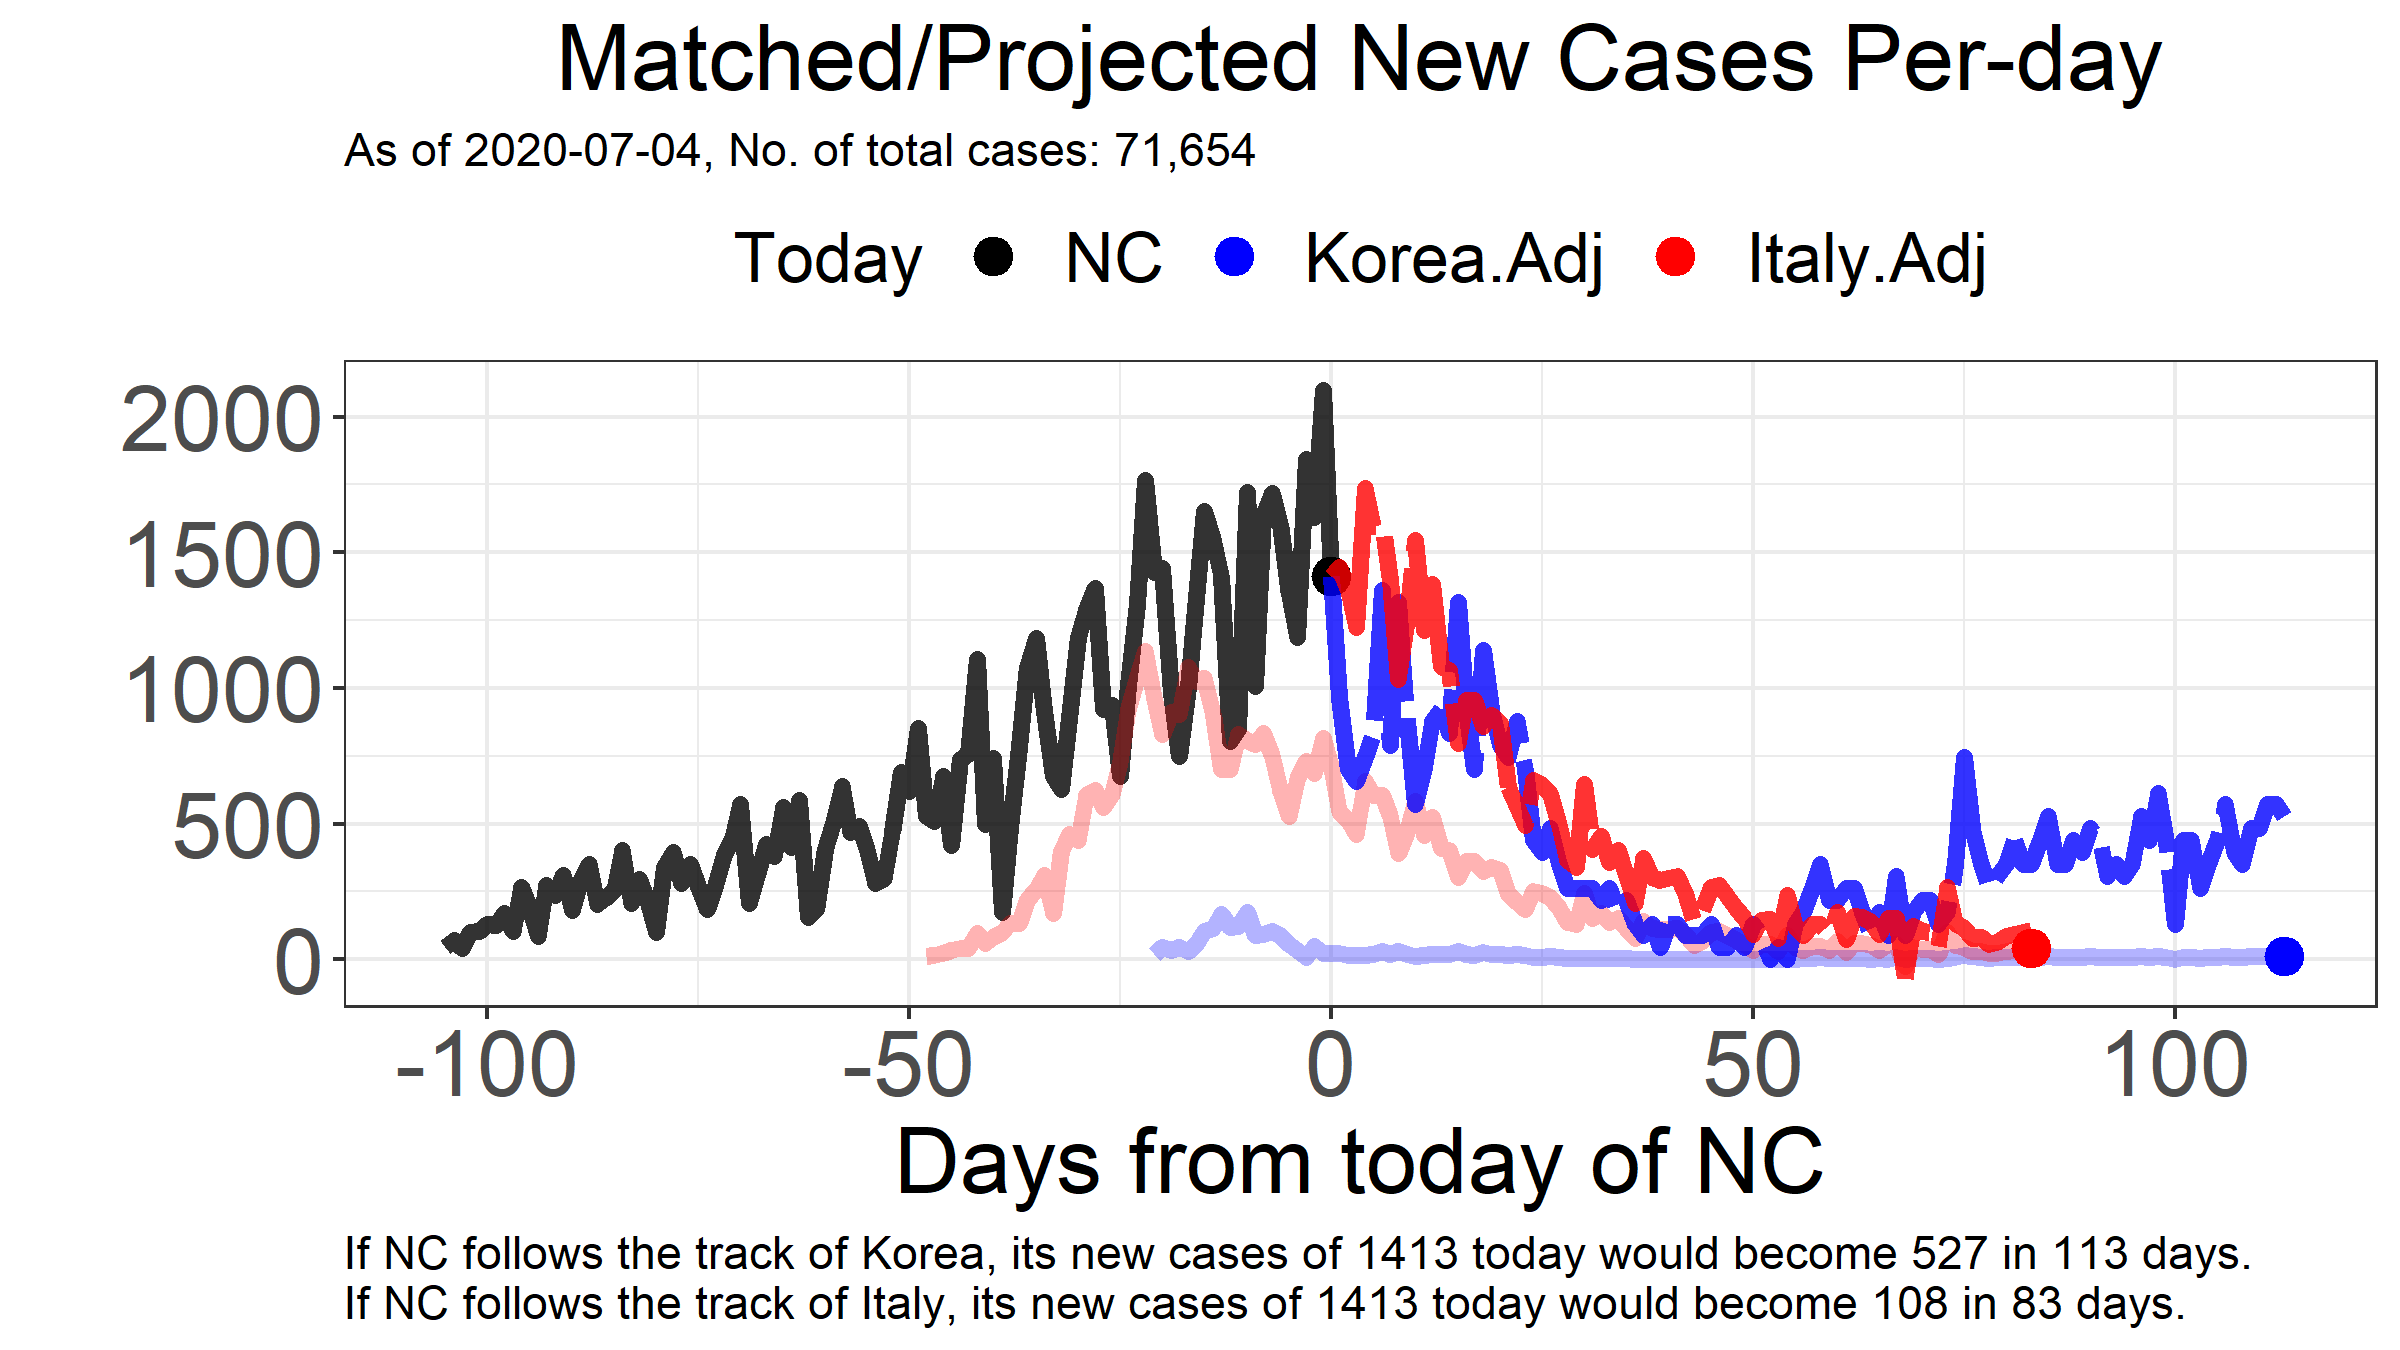 Matched/Projected New Cases Per-day
As of 2020-07-04, No. of total cases: 71,654
Today NC Korea.Adj Italy.Adj
2000
1500
1000
500
0
-100 -50 0 50 100
Days from today of NC
If NC follows the track of Korea, its new cases of 1413 today would become 527 in 113 days.
If NC follows the track of Italy, its new cases of 1413 today would become 108 in 83 days.